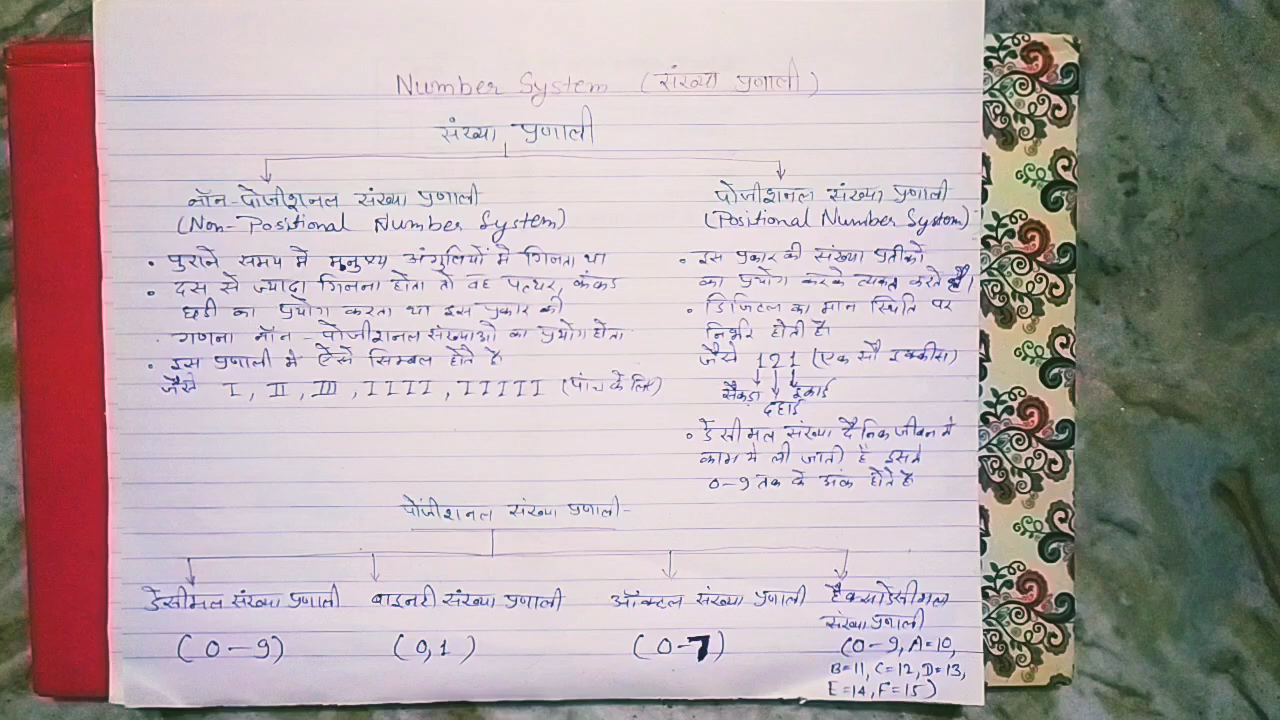 Number System (संख्या प्रणाली)
संख्या प्रणाली
नॉन-पोजीशनल संख्या प्रणाली
(Non-Positional Number System)
• पुराने समय में मुनुष्य अंगुलियों में गिनता था
• दस से ज्यादा गिनना होता तो वह पत्थर, कंकड
छडी का प्रयोग करता था इस प्रकार की
गणना नॉन-पोजीशनल संख्याओं का प्रयोग होता
• इस प्रणाली में ऐसे सिम्बल होते है
जैसे I, II, III, IIII, IIIII (पांच के लिए)
पोजीशनल संख्या प्रणाली
(Positional Number System)
• इस प्रकार की संख्या प्रतीकों
का प्रयोग करके व्यक्त करते है।
• डिजिटल का मान स्थिति पर
निर्भर होती है।
जैसे 121 (एक सौ इक्कीस)
सैकड़ा इकाई
दहाई
• डेसीमल संख्या दैनिक जीवन में
काम में ली जाती है इसमे
0-9 तक के अंक होते है
पोजीशनल संख्या प्रणाली-
डेसीमल संख्या प्रणाली बाइनरी संख्या प्रणाली ऑक्टल संख्या प्रणाली हैक्साडेसीमल
संख्या प्रणाली
(0-9) (0,1) (0-7) (0-9, A=10,
B=11, C=12, D=13,
E=14, F=15)